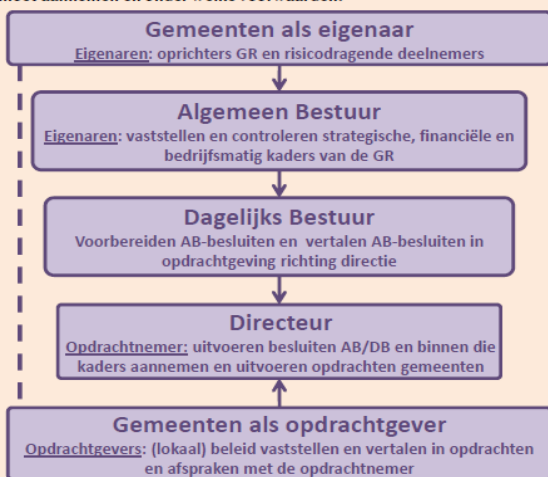 Gemeenten als eigenaar
Eigenaren: oprichters GR en risicodragende deelnemers
Algemeen Bestuur
Eigenaren: vaststellen en controleren strategische, financiële en
bedrijfsmatig kaders van de GR
Dagelijks Bestuur
Voorbereiden AB-besluiten en vertalen AB-besluiten in
opdrachtgeving richting directie
Directeur
Opdrachtnemer: uitvoeren besluiten AB/DB en binnen die
kaders aannemen en uitvoeren opdrachten gemeenten
Gemeenten als opdrachtgever
Opdrachtgevers: (lokaal) beleid vaststellen en vertalen in opdrachten
en afspraken met de opdrachtnemer